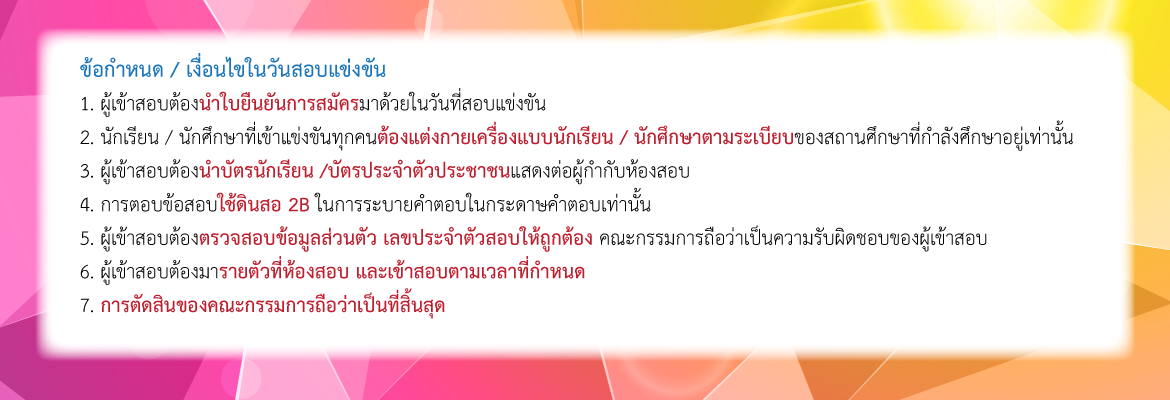 ข้อกำหนด / เงื่อนไขในวันสอบแข่งขัน
1. ผู้เข้าสอบต้องนำใบยืนยันการสมัครมาด้วยในวันที่สอบแข่งขัน
2. นักเรียน / นักศึกษาที่เข้าแข่งขันทุกคนต้องแต่งกายเครื่องแบบนักเรียน / นักศึกษาตามระเบียบของสถานศึกษาที่กำลังศึกษาอยู่เท่านั้น
3. ผู้เข้าสอบต้องนำบัตรนักเรียน /บัตรประจำตัวประชาชนแสดงต่อผู้กำกับห้องสอบ
4. การตอบข้อสอบใช้ดินสอ 2B ในการระบายคำตอบในกระดาษคำตอบเท่านั้น
5. ผู้เข้าสอบต้องตรวจสอบข้อมูลส่วนตัว เลขประจำตัวสอบให้ถูกต้อง คณะกรรมการถือว่าเป็นความรับผิดชอบของผู้เข้าสอบ
6. ผู้เข้าสอบต้องมารายตัวที่ห้องสอบ และเข้าสอบตามเวลาที่กำหนด
7. การตัดสินของคณะกรรมการถือว่าเป็นที่สิ้นสุด